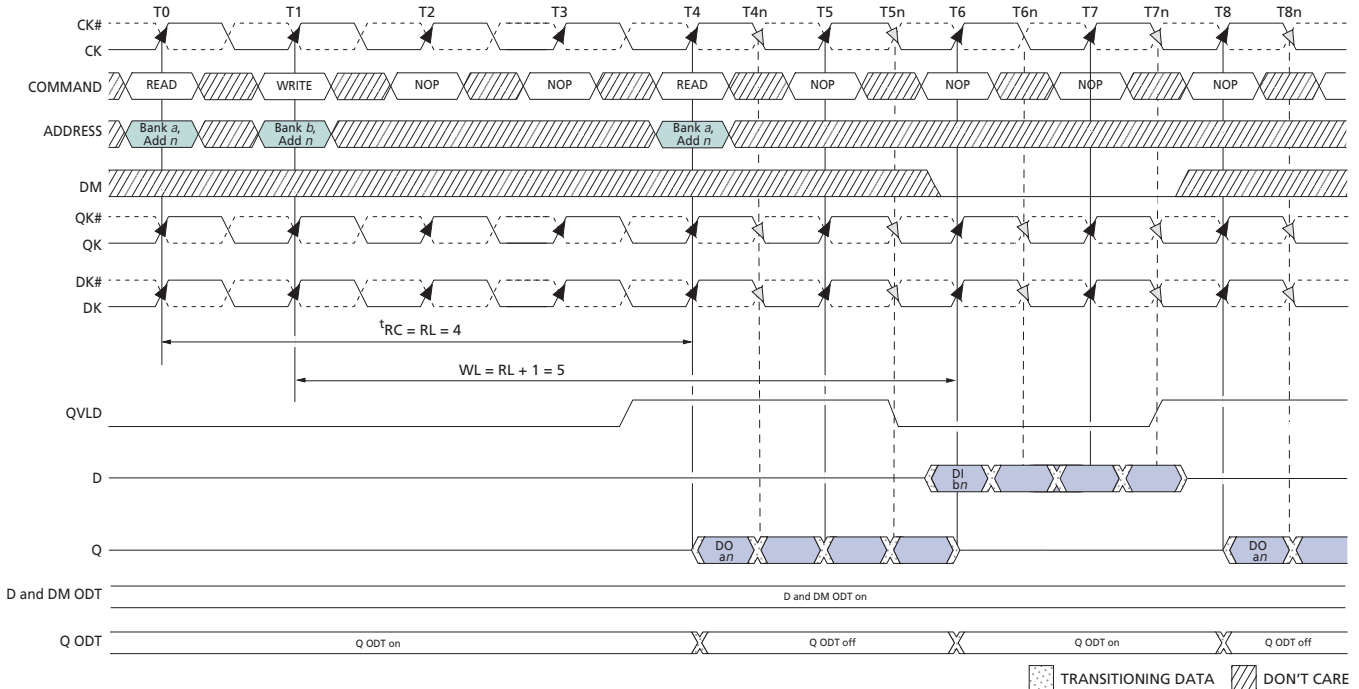 T0 T1 T2 T3 T4 T4n T5 T5n T6 T6n T7 T7n T8 T8n
CK#
CK
COMMAND READ WRITE NOP NOP READ NOP NOP NOP NOP
ADDRESS Bank a, Add n Bank b, Add n Bank a, Add n
DM
QK#
QK
DK#
DK
tRC = RL = 4
WL = RL + 1 = 5
QVLD
D DI bn
Q DO an DO an
D and DM ODT D and DM ODT on
Q ODT Q ODT on Q ODT off Q ODT on Q ODT off
TRANSITIONING DATA DON'T CARE